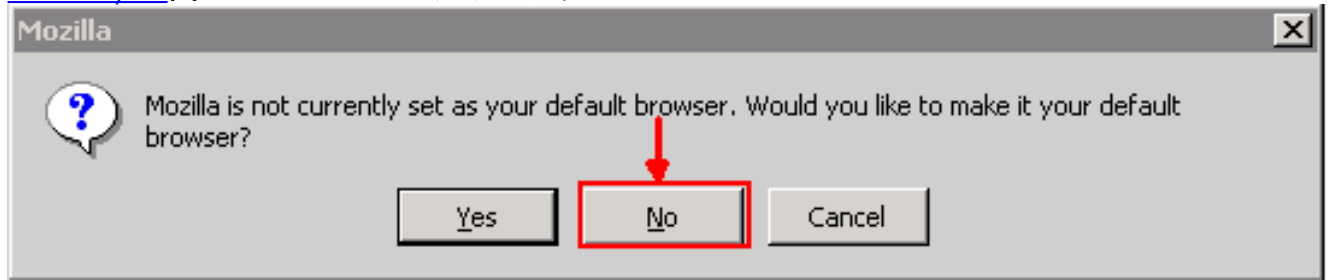 Mozilla
Mozilla is not currently set as your default browser. Would you like to make it your default
browser?
Yes No Cancel